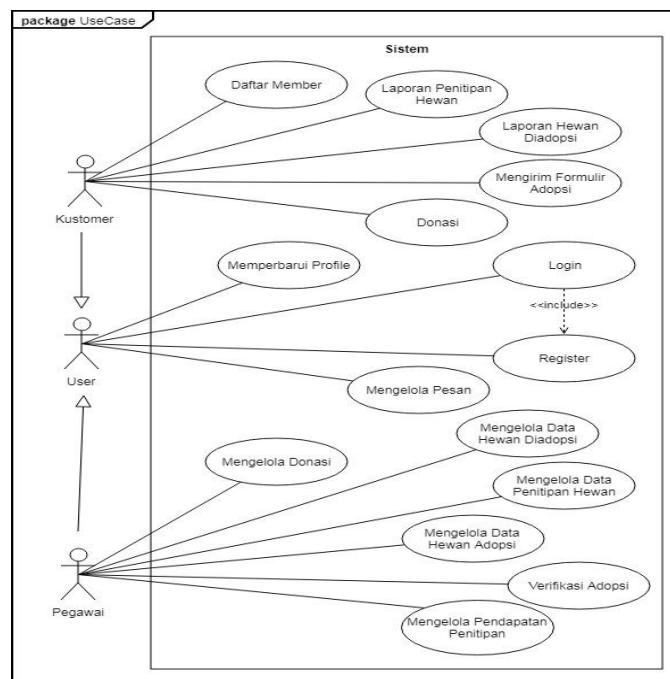 package UseCase
Sistem
Daftar Member
Laporan Penitipan
Hewan
Laporan Hewan
Diadopsi
Mengirim Formulir
Adopsi
Donasi
Kustomer
Memperbarui Profile
Login
<<include>>
Register
User
Mengelola Pesan
Mengelola Data
Hewan Diadopsi
Mengelola Donasi
Mengelola Data
Penitipan Hewan
Mengelola Data
Hewan Adopsi
Verifikasi Adopsi
Pegawai
Mengelola Pendapatan
Penitipan